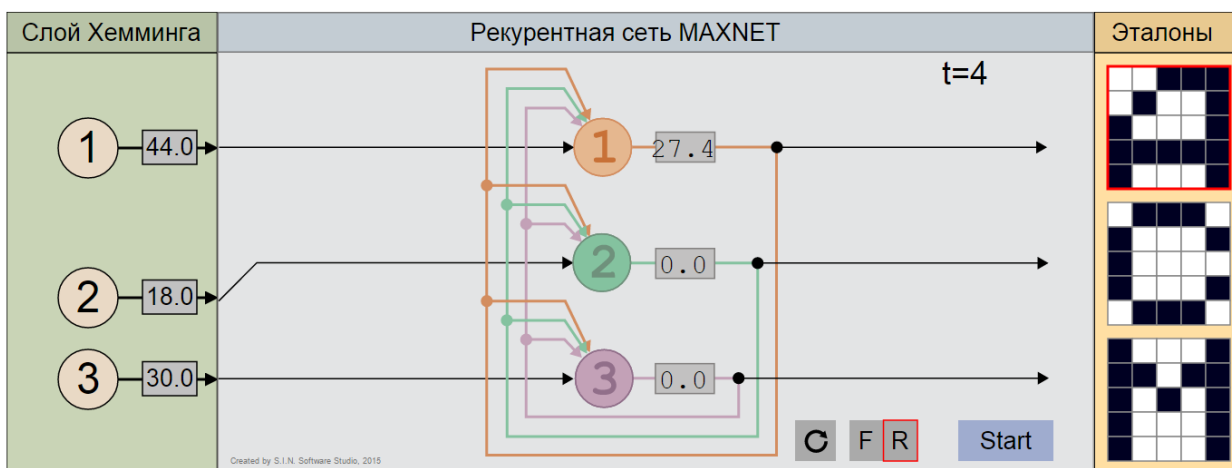 Слой Хемминга
Рекурентная сеть MAXNET
Эталоны
t=4
1 44.0
1 27.4
2 18.0
2 0.0
3 30.0
3 0.0
F R
Start
Created by S.I.N. Software Studio, 2015